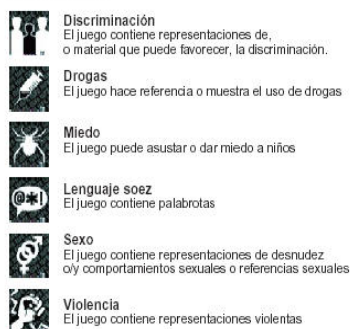 Discriminación
El juego contiene representaciones de,
o material que puede favorecer, la discriminación.
Drogas
El juego hace referencia o muestra el uso de drogas
Miedo
El juego puede asustar o dar miedo a niños
@*!
Lenguaje soez
El juego contiene palabrotas
Sexo
El juego contiene representaciones de desnudez
o/y comportamientos sexuales o referencias sexuales
Violencia
El juego contiene representaciones violentas